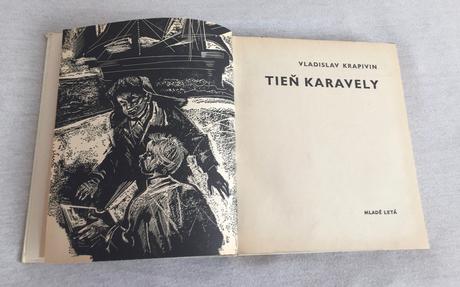 VLADISLAV KRAPIVIN
TIEŇ KARAVELY
MLADÉ LETÁ